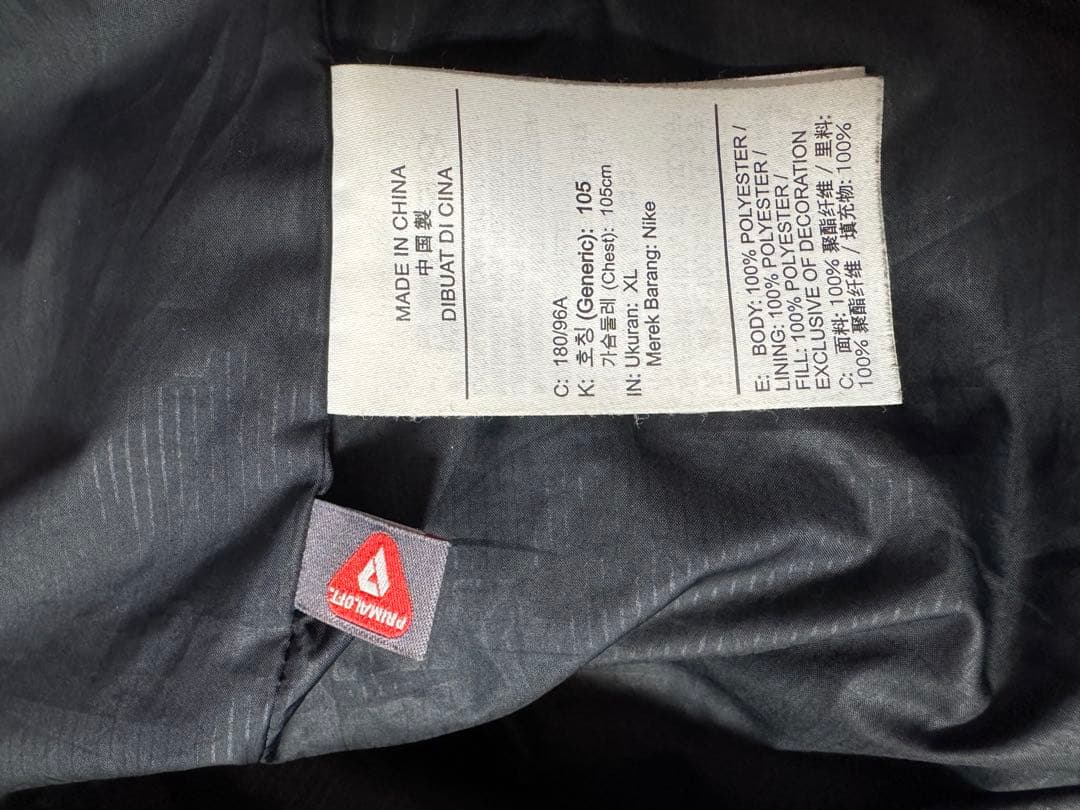 MADE IN CHINA
中国製
DIBUAT DI CINA
C: 180/96A
K: 호칭 (Generic): 105
가슴둘레 (Chest): 105cm
IN: Ukuran: XL
Merek Barang: Nike
E: BODY: 100% POLYESTER /
LINING: 100% POLYESTER /
FILL: 100% POLYESTER /
EXCLUSIVE OF DECORATION
C: 面料: 100% 聚酯纤维 / 里料:
100% 聚酯纤维 / 填充物: 100%
PRIMALOFT